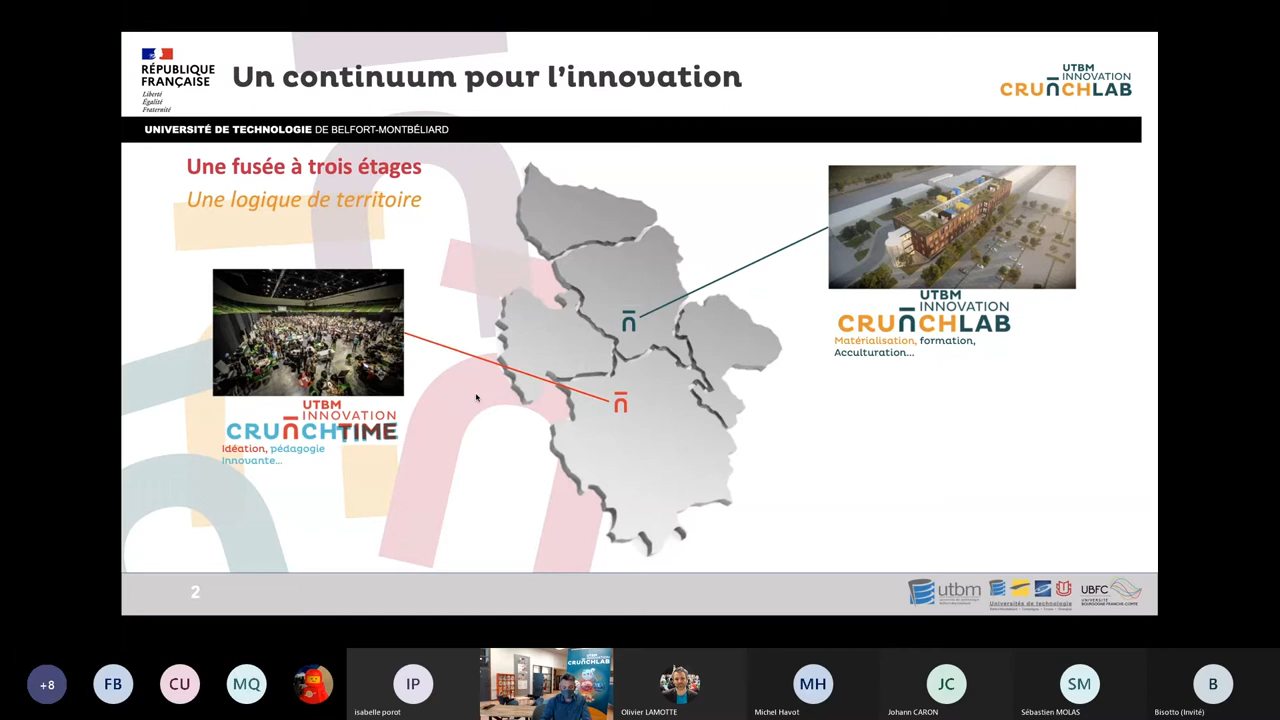 RÉPUBLIQUE
FRANÇAISE
Liberté
Égalité
Fraternité
Un continuum pour l'innovation
UTBM
INNOVATION
CRUNCHLAB
UNIVERSITÉ DE TECHNOLOGIE DE BELFORT-MONTBÉLIARD
Une fusée à trois étages
Une logique de territoire
UTBM
INNOVATION
CRUNCHTIME
Idéation, pédagogie
Innovante...
UTBM
INNOVATION
CRUNCHLAB
Matérialisation, formation,
Acculturation...
2
utbm
Universités de technologie
UBFC
UNIVERSITÉ
BOURGOGNE FRANCHE-COMTÉ
+8
FB
CU
MQ
IP
isabelle porot
CRUNCHLAB
Olivier LAMOTTE
MH
Michel Havot
JC
Johann CARON
SM
Sébastien MOLAS
B
Bisotto (Invité)